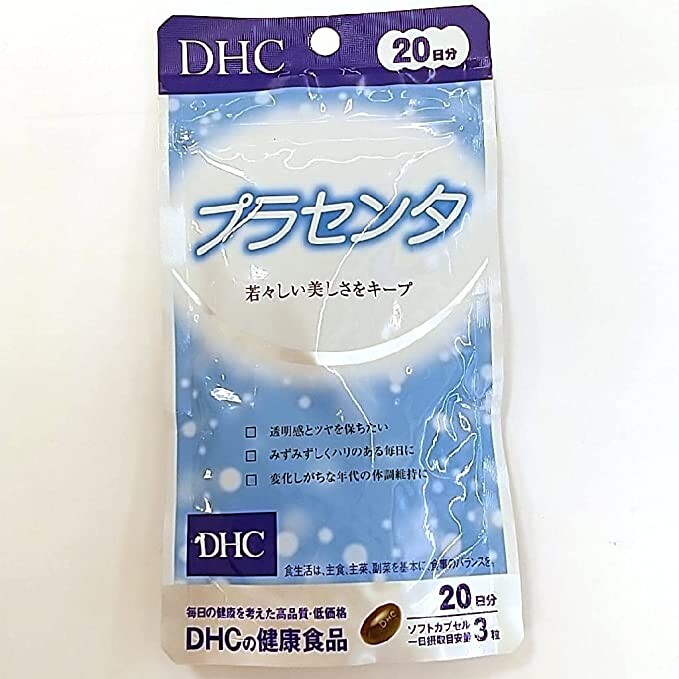 DHC
20日分
プラセンタ
若々しい美しさをキープ
□ 透明感とツヤを保ちたい
□ みずみずしくハリのある毎日に
□ 変化しがちな年代の体調維持に
DHC
食生活は、主食、主菜、副菜を基本に、食事のバランスを。
毎日の健康を考えた高品質・低価格
DHCの健康食品
DHC
20日分
ソフトカプセル
一日摂取目安量 3粒